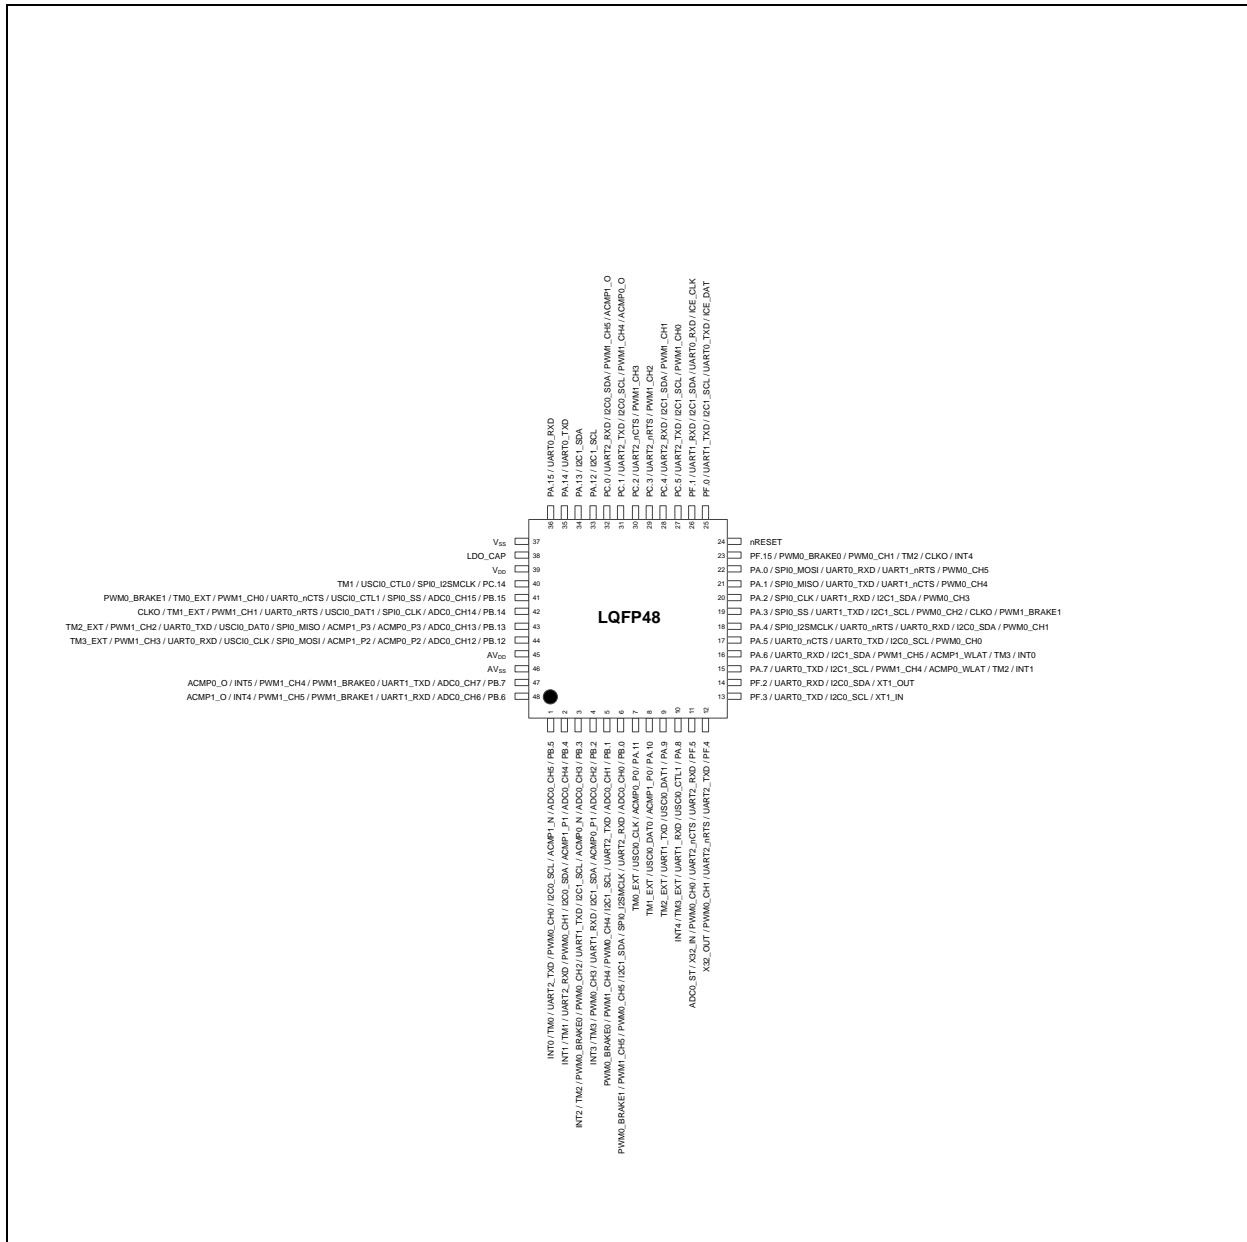 PA.15 / UART0_RXD
PA.14 / UART0_TXD
PA.13 / I2C1_SDA
PA.12 / I2C1_SCL
PC.0 / UART2_RXD / I2C0_SDA / PWM1_CH5 / ACMP1_O
PC.1 / UART2_TXD / I2C0_SCL / PWM1_CH4 / ACMP0_O
PC.2 / UART2_nCTS / PWM1_CH3
PC.3 / UART2_nRTS / PWM1_CH2
PC.4 / UART2_RXD / I2C1_SDA / PWM1_CH1
PC.5 / UART2_TXD / I2C1_SCL / PWM1_CH0
PF.1 / UART1_RXD / I2C1_SDA / UART0_RXD / ICE_CLK
PF.0 / UART1_TXD / I2C1_SCL / UART0_TXD / ICE_DAT
36
35
34
33
32
31
30
29
28
27
26
25
VSS 37
LDO_CAP 38
VDD 39
TM1 / USCI0_CTL0 / SPI0_I2SMCLK / PC.14 40
PWM0_BRAKE1 / TM0_EXT / PWM1_CH0 / UART0_nCTS / USCI0_CTL1 / SPI0_SS / ADC0_CH15 / PB.15 41
CLKO / TM1_EXT / PWM1_CH1 / UART0_nRTS / USCI0_DAT1 / SPI0_CLK / ADC0_CH14 / PB.14 42
TM2_EXT / PWM1_CH2 / UART0_TXD / USCI0_DAT0 / SPI0_MISO / ACMP1_P3 / ACMP0_P3 / ADC0_CH13 / PB.13 43
TM3_EXT / PWM1_CH3 / UART0_RXD / USCI0_CLK / SPI0_MOSI / ACMP1_P2 / ACMP0_P2 / ADC0_CH12 / PB.12 44
AVDD 45
AVSS 46
ACMP0_O / INT5 / PWM1_CH4 / PWM1_BRAKE0 / UART1_TXD / ADC0_CH7 / PB.7 47
ACMP1_O / INT4 / PWM1_CH5 / PWM1_BRAKE1 / UART1_RXD / ADC0_CH6 / PB.6 48
LQFP48
24 nRESET
23 PF.15 / PWM0_BRAKE0 / PWM0_CH1 / TM2 / CLKO / INT4
22 PA.0 / SPI0_MOSI / UART0_RXD / UART1_nRTS / PWM0_CH5
21 PA.1 / SPI0_MISO / UART0_TXD / UART1_nCTS / PWM0_CH4
20 PA.2 / SPI0_CLK / UART1_RXD / I2C1_SDA / PWM0_CH3
19 PA.3 / SPI0_SS / UART1_TXD / I2C1_SCL / PWM0_CH2 / CLKO / PWM1_BRAKE1
18 PA.4 / SPI0_I2SMCLK / UART0_nRTS / UART0_RXD / I2C0_SDA / PWM0_CH1
17 PA.5 / UART0_nCTS / UART0_TXD / I2C0_SCL / PWM0_CH0
16 PA.6 / UART0_RXD / I2C1_SDA / PWM1_CH5 / ACMP1_WLAT / TM3 / INT0
15 PA.7 / UART0_TXD / I2C1_SCL / PWM1_CH4 / ACMP0_WLAT / TM2 / INT1
14 PF.2 / UART0_RXD / I2C0_SDA / XT1_OUT
13 PF.3 / UART0_TXD / I2C0_SCL / XT1_IN
1
2
3
4
5
6
7
8
9
10
11
12
INT0 / TM0 / UART2_TXD / PWM0_CH0 / I2C0_SCL / ACMP1_N / ADC0_CH5 / PB.5
INT1 / TM1 / UART2_RXD / PWM0_CH1 / I2C0_SDA / ACMP1_P1 / ADC0_CH4 / PB.4
INT2 / TM2 / PWM0_BRAKE0 / PWM0_CH2 / UART1_TXD / I2C1_SCL / ACMP0_N / ADC0_CH3 / PB.3
INT3 / TM3 / PWM0_CH3 / UART1_RXD / I2C1_SDA / ACMP0_P1 / ADC0_CH2 / PB.2
PWM0_BRAKE0 / PWM1_CH4 / PWM0_CH4 / I2C1_SCL / UART2_TXD / ADC0_CH1 / PB.1
PWM0_BRAKE1 / PWM1_CH5 / PWM0_CH5 / I2C1_SDA / SPI0_I2SMCLK / UART2_RXD / ADC0_CH0 / PB.0
TM0_EXT / USCI0_CLK / ACMP0_P0 / PA.11
TM1_EXT / USCI0_DAT0 / ACMP1_P0 / PA.10
TM2_EXT / UART1_TXD / USCI0_DAT1 / PA.9
INT4 / TM3_EXT / UART1_RXD / USCI0_CTL1 / PA.8
ADC0_ST / X32_IN / PWM0_CH0 / UART2_nCTS / UART2_RXD / PF.5
X32_OUT / PWM0_CH1 / UART2_nRTS / UART2_TXD / PF.4